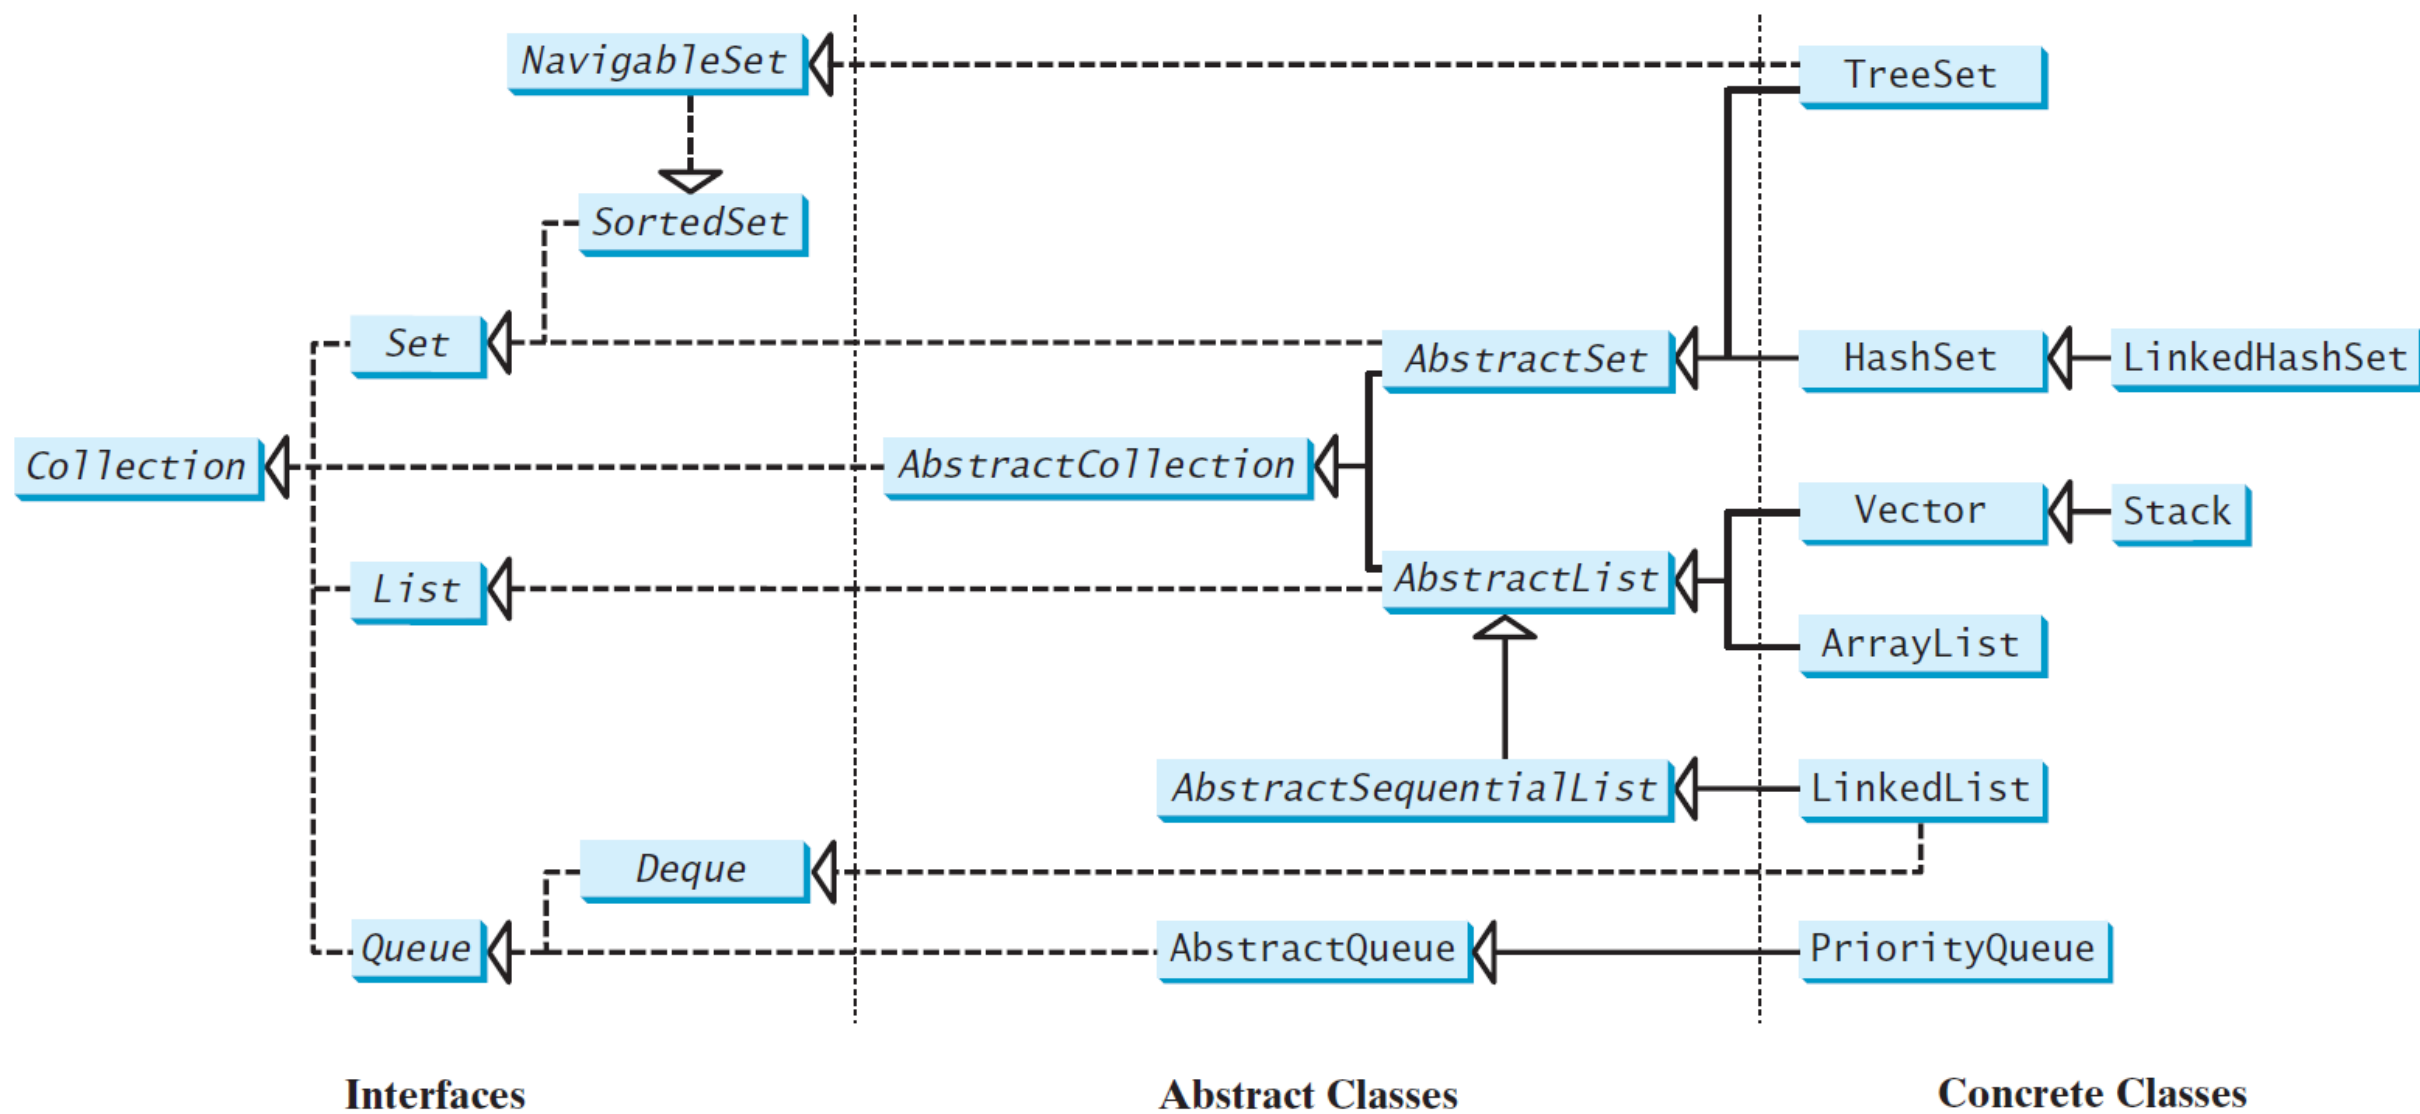 NavigableSet
TreeSet
SortedSet
Set
AbstractSet
HashSet
LinkedHashSet
Collection
AbstractCollection
Vector
Stack
List
AbstractList
ArrayList
AbstractSequentialList
LinkedList
Deque
Queue
AbstractQueue
PriorityQueue
Interfaces
Abstract Classes
Concrete Classes